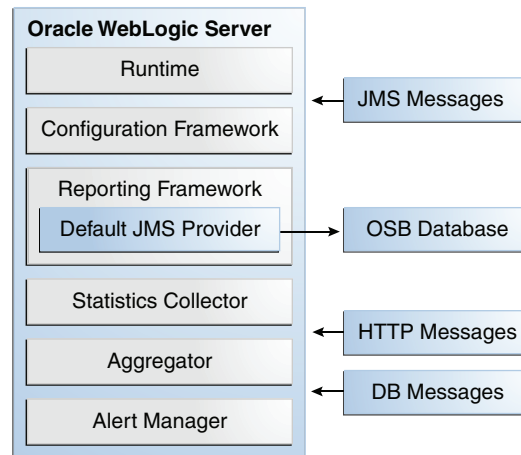 Oracle WebLogic Server
Runtime
Configuration Framework
Reporting Framework
Default JMS Provider
Statistics Collector
Aggregator
Alert Manager
JMS Messages
OSB Database
HTTP Messages
DB Messages